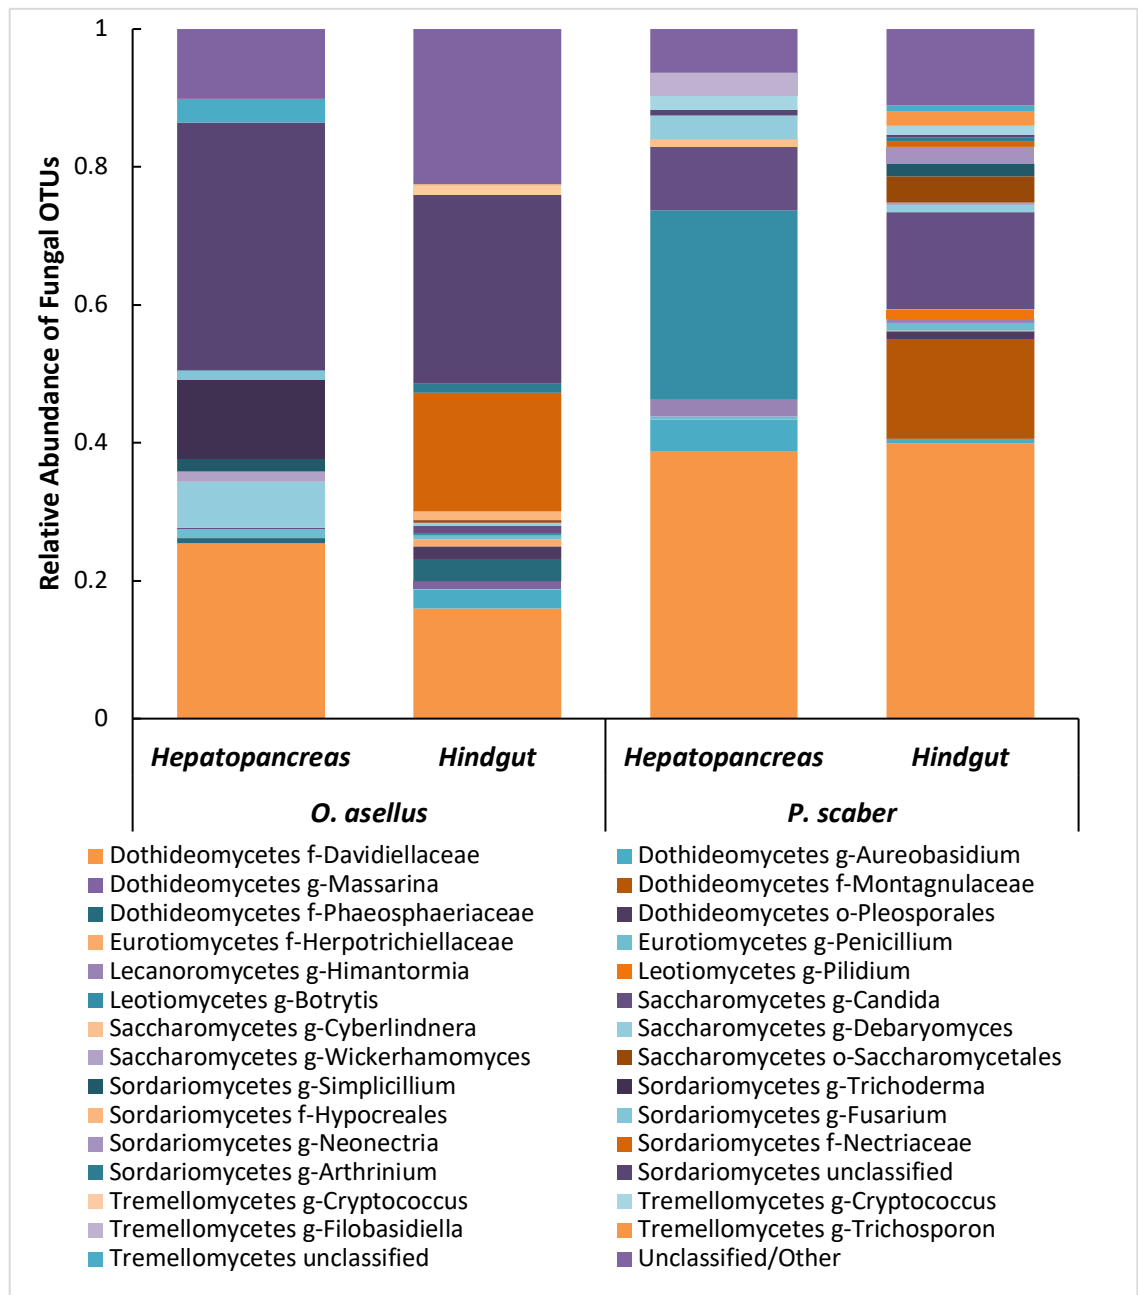 1
0.8
0.6
0.4
0.2
0
Relative Abundance of Fungal OTUs
Hepatopancreas Hindgut Hepatopancreas Hindgut
O. asellus P. scaber
Dothideomycetes f-Davidiellaceae Dothideomycetes g-Aureobasidium
Dothideomycetes g-Massarina Dothideomycetes f-Montagnulaceae
Dothideomycetes f-Phaeosphaeriaceae Dothideomycetes o-Pleosporales
Eurotiomycetes f-Herpotrichiellaceae Eurotiomycetes g-Penicillium
Lecanoromycetes g-Himantormia Leotiomycetes g-Pilidium
Leotiomycetes g-Botrytis Saccharomycetes g-Candida
Saccharomycetes g-Cyberlindnera Saccharomycetes g-Debaryomyces
Saccharomycetes g-Wickerhamomyces Saccharomycetes o-Saccharomycetales
Sordariomycetes g-Simplicillium Sordariomycetes g-Trichoderma
Sordariomycetes f-Hypocreales Sordariomycetes g-Fusarium
Sordariomycetes g-Neonectria Sordariomycetes f-Nectriaceae
Sordariomycetes g-Arthrinium Sordariomycetes unclassified
Tremellomycetes g-Cryptococcus Tremellomycetes g-Cryptococcus
Tremellomycetes g-Filobasidiella Tremellomycetes g-Trichosporon
Tremellomycetes unclassified Unclassified/Other